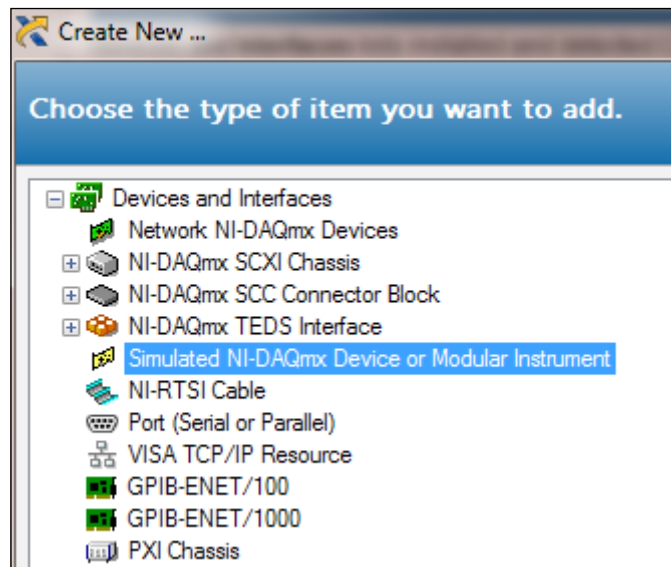 Create New ...
Choose the type of item you want to add.
Devices and Interfaces
Network NI-DAQmx Devices
NI-DAQmx SCXI Chassis
NI-DAQmx SCC Connector Block
NI-DAQmx TEDS Interface
Simulated NI-DAQmx Device or Modular Instrument
NI-RTSI Cable
Port (Serial or Parallel)
VISA TCP/IP Resource
GPIB-ENET/100
GPIB-ENET/1000
PXI Chassis